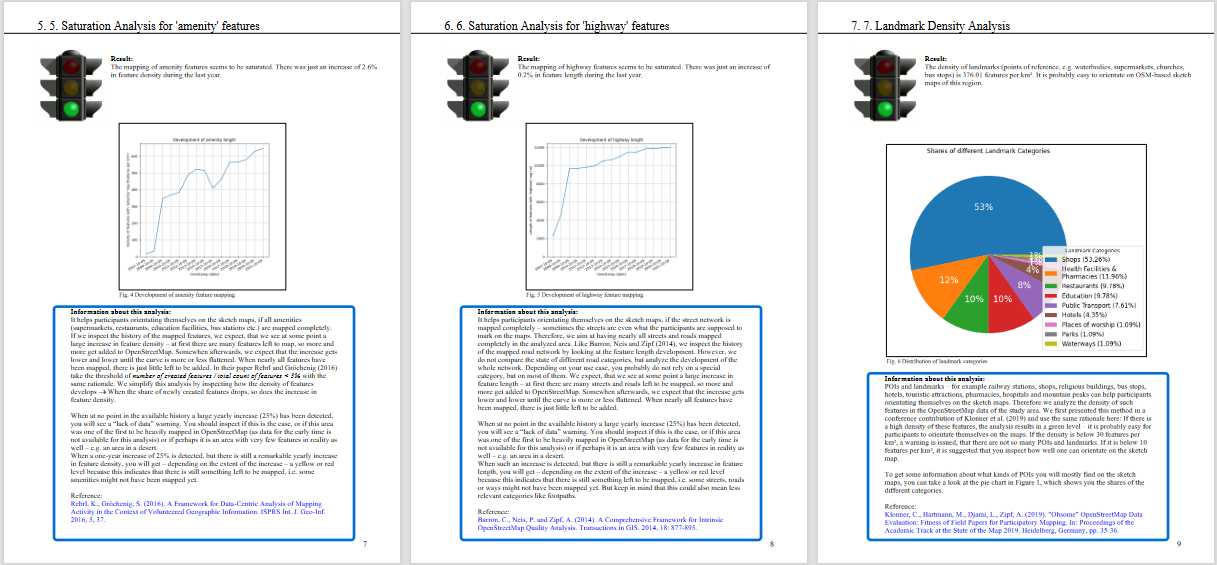 5. 5. Saturation Analysis for 'amenity' features
Result:
The mapping of amenity features seems to be saturated. There was just an increase of 2.6%
in feature density during the last year.
Development of amenity length
timestamp (date)
Fig. 4 Development of amenity feature mapping.
Information about this analysis:
It helps participants orientating themselves on the sketch maps, if all amenities
(supermarkets, restaurants, education facilities, bus stations etc.) are mapped completely.
If we inspect the history of the mapped features, we expect, that we see at some point a
large increase in feature density – at first there are many features left to map, so more and
more get added to OpenStreetMap. Somewhen afterwards, we expect that the increase gets
lower and lower until the curve is more or less flattened. When nearly all features have
been mapped, there is just little left to be added. In their paper Rehrl and Gröchenig (2016)
take the threshold of number of created features / total count of features < 3% with the
same rationale. We simplify this analysis by inspecting how the density of features
develops → When the share of newly created features drops, so does the increase in
feature density.
When at no point in the available history a large yearly increase (25%) has been detected,
you will see a “lack of data” warning. You should inspect if this is the case, or if this area
was one of the first to be heavily mapped in OpenStreetMap (as data for the early time is
not available for this analysis) or if perhaps it is an area with very few features in reality as
well – e.g. an area in a desert.
When a one-year increase of 25% is detected, but there is still a remarkable yearly increase
in feature density, you will get – depending on the extent of the increase – a yellow or red
level because this indicates that there is still something left to be mapped, i.e. some
amenities might not have been mapped yet.
Reference:
Rehrl, K., Gröchenig, S. (2016). A Framework for Data-Centric Analysis of Mapping
Activity in the Context of Volunteered Geographic Information. ISPRS Int. J. Geo-Inf.
2016, 5, 37.
7
6. 6. Saturation Analysis for 'highway' features
Result:
The mapping of highway features seems to be saturated. There was just an increase of
0.2% in feature length during the last year.
Development of highway length
timestamp (date)
Fig. 5 Development of highway feature mapping.
Information about this analysis:
It helps participants orientating themselves on the sketch maps, if the street network is
mapped completely – sometimes the streets are even what the participants are supposed to
mark on the maps. Therefore, we aim at having nearly all streets and roads mapped
completely in the analyzed area. Like Barron, Neis and Zipf (2014), we inspect the history
of the mapped road network by looking at the feature length development. However, we
do not compare the state of different road categories, but analyze the development of the
whole network. Depending on your use case, you probably do not rely on a special
category, but on most of them. We expect, that we see at some point a large increase in
feature length – at first there are many streets and roads left to be mapped, so more and
more get added to OpenStreetMap. Somewhen afterwards, we expect that the increase gets
lower and lower until the curve is more or less flattened. When nearly all features have
been mapped, there is just little left to be added.
When at no point in the available history a large yearly increase (25%) has been detected,
you will see a “lack of data” warning. You should inspect if this is the case, or if this area
was one of the first to be heavily mapped in OpenStreetMap (as data for the early time is
not available for this analysis) or if perhaps it is an area with very few features in reality as
well – e.g. an area in a desert.
When such an increase is detected, but there is still a remarkable yearly increase in feature
length, you will get – depending on the extent of the increase – a yellow or red level
because this indicates that there is still something left to be mapped, i.e. some streets, roads
or ways might not have been mapped yet. But keep in mind that this could also mean less
relevant categories like footpaths.
Reference:
Barron, C., Neis, P. and Zipf, A. (2014). A Comprehensive Framework for Intrinsic
OpenStreetMap Quality Analysis. Transactions in GIS. 2014, 18: 877-895.
8
7. 7. Landmark Density Analysis
Result:
The density of landmarks (points of reference, e.g. waterbodies, supermarkets, churches,
bus stops) is 376.01 features per km². It is probably easy to orientate on OSM-based sketch
maps of this region.
Shares of different Landmark Categories
53%
12%
10%
10%
8%
4%
Landmark Categories
Shops (53.26%)
Health Facilities &
Pharmacies (11.96%)
Restaurants (9.78%)
Education (9.78%)
Public Transport (7.61%)
Hotels (4.35%)
Places of worship (1.09%)
Parks (1.09%)
Waterways (1.09%)
Fig. 6 Distribution of landmark categories.
Information about this analysis:
POIs and landmarks – for example railway stations, shops, religious buildings, bus stops,
hotels, touristic attractions, pharmacies, hospitals and mountain peaks can help participants
orientating themselves on the sketch maps. Therefore we analyze the density of such
features in the OpenStreetMap data of the study area. We first presented this method in a
conference contribution of Klonner et al. (2019) and use the same rationale here: If there is
a high density of these features, the analysis results in a green level – it is probably easy for
participants to orientate themselves on the maps. If the density is below 30 features per
km², a warning is issued, that there are not so many POIs and landmarks. If it is below 10
features per km², it is suggested that you inspect how well one can orientate on the sketch
map.
To get some information about what kinds of POIs you will mostly find on the sketch
maps, you can take a look at the pie chart in Figure 1, which shows you the shares of the
different categories.
Reference:
Klonner, C., Hartmann, M., Djami, L., Zipf, A. (2019). "Ohsome" OpenStreetMap Data
Evaluation: Fitness of Field Papers for Participatory Mapping. In: Proceedings of the
Academic Track at the State of the Map 2019. Heidelberg, Germany, pp. 35-36.
9